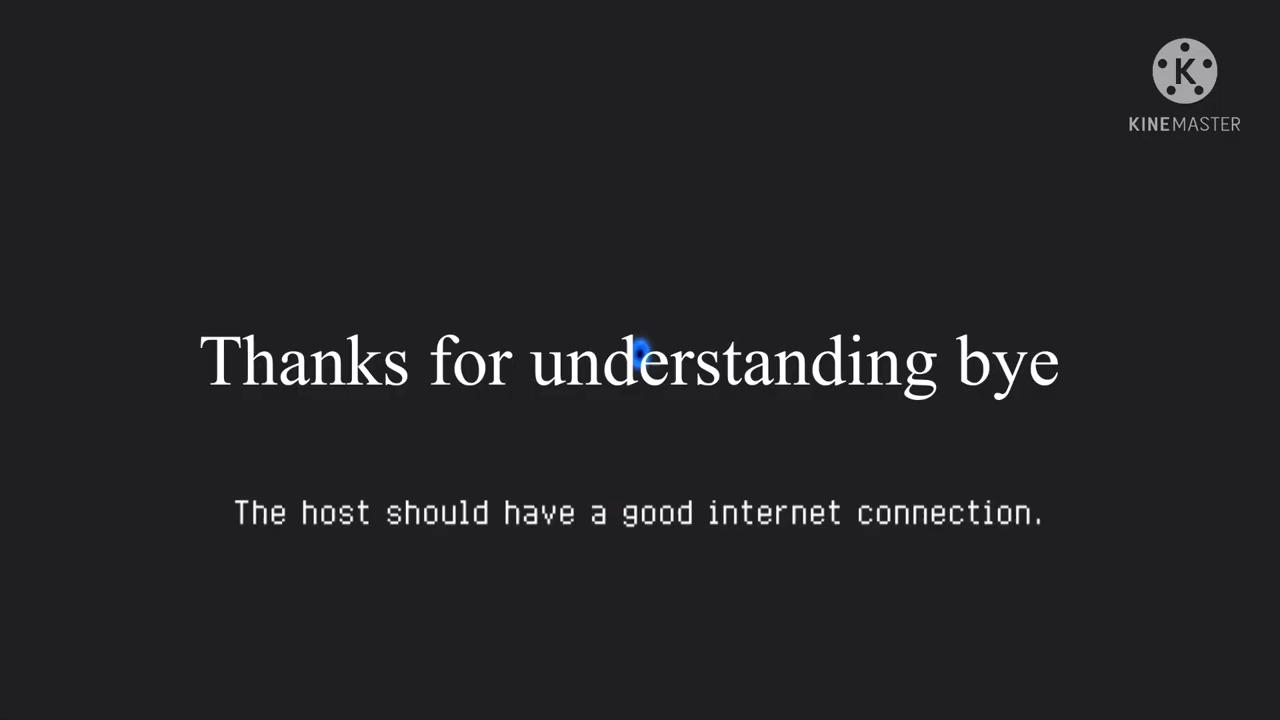 K
KINEMASTER
Thanks for understanding bye
The host should have a good internet connection.